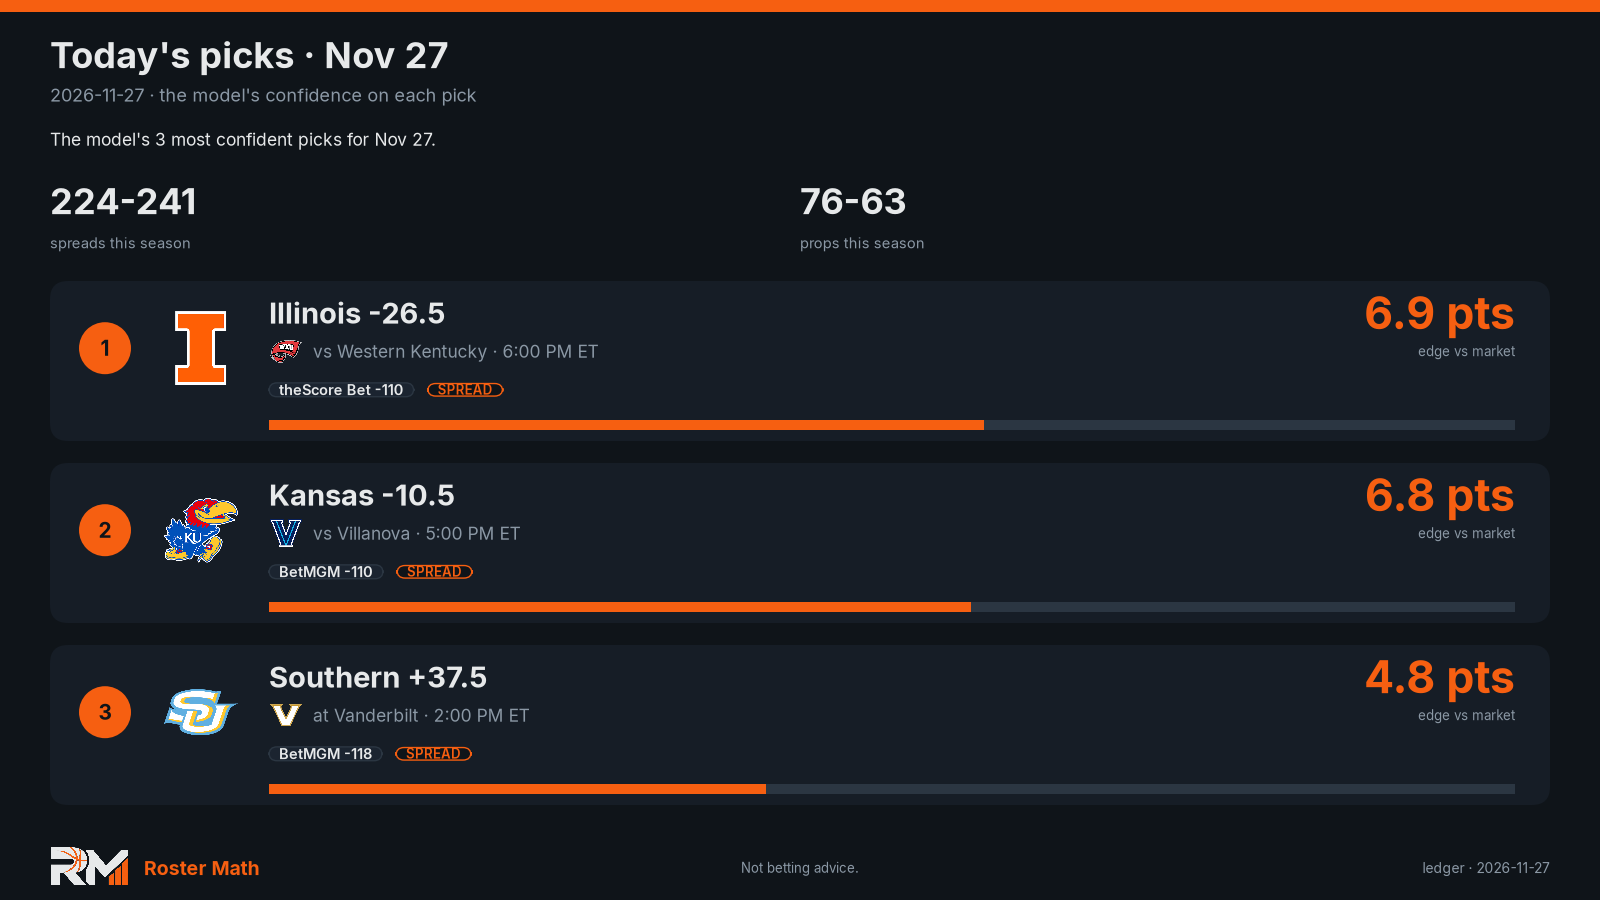 Today's picks · Nov 27
2026-11-27 · the model's confidence on each pick
The model's 3 most confident picks for Nov 27.
224-241
spreads this season
76-63
props this season
1
Illinois -26.5
WKU
vs Western Kentucky · 6:00 PM ET
theScore Bet -110
SPREAD
6.9 pts
edge vs market
2
KU
Kansas -10.5
V
vs Villanova · 5:00 PM ET
BetMGM -110
SPREAD
6.8 pts
edge vs market
3
SU
Southern +37.5
V
at Vanderbilt · 2:00 PM ET
BetMGM -118
SPREAD
4.8 pts
edge vs market
RM
Roster Math
Not betting advice.
ledger · 2026-11-27